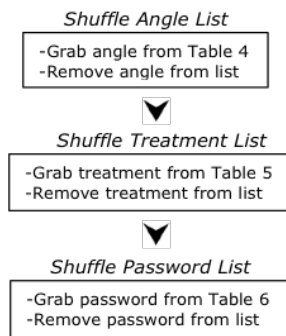 Shuffle Angle List
-Grab angle from Table 4
-Remove angle from list
Shuffle Treatment List
-Grab treatment from Table 5
-Remove treatment from list
Shuffle Password List
-Grab password from Table 6
-Remove password from list